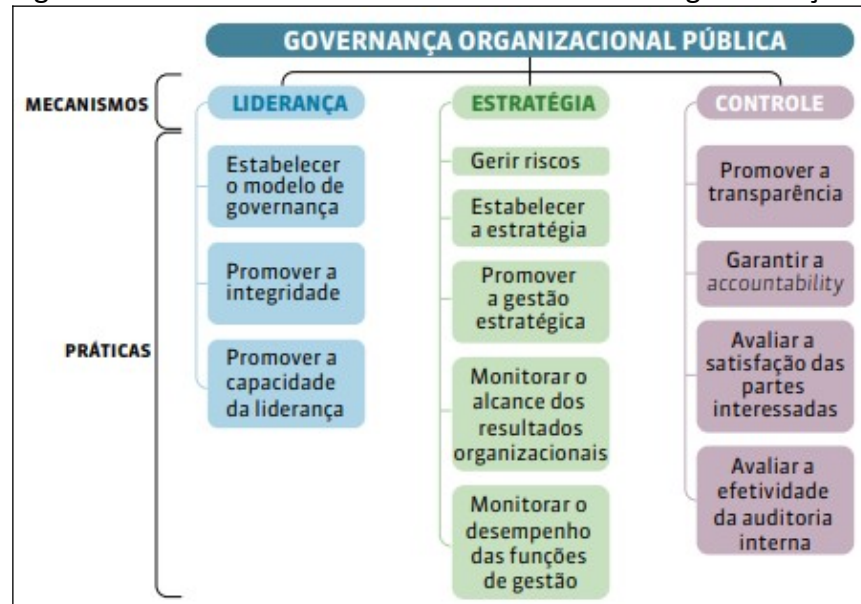 GOVERNANÇA ORGANIZACIONAL PÚBLICA
MECANISMOS
LIDERANÇA
ESTRATÉGIA
CONTROLE
PRÁTICAS
Estabelecer
o modelo de
governança
Promover a
integridade
Promover a
capacidade
da liderança
Gerir riscos
Estabelecer
a estratégia
Promover
a gestão
estratégica
Monitorar o
alcance dos
resultados
organizacionais
Monitorar o
desempenho
das funções
de gestão
Promover a
transparência
Garantir a
accountability
Avaliar a
satisfação das
partes
interessadas
Avaliar a
efetividade
da auditoria
interna